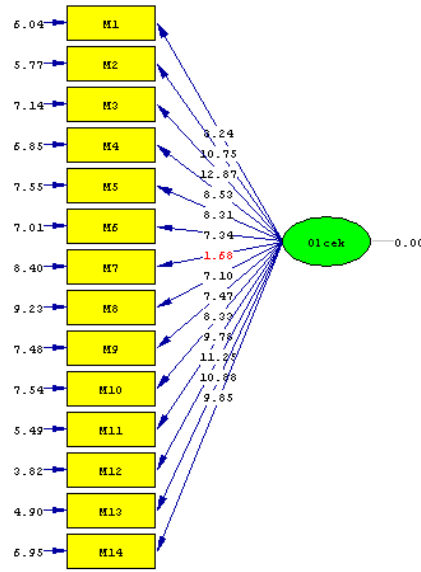 6.04 M1
5.77 M2
7.14 M3
6.85 M4
7.55 M5
7.01 M6
8.40 M7
9.23 M8
7.48 M9
7.54 M10
5.49 M11
3.82 M12
4.90 M13
6.95 M14
8.24
10.75
12.87
8.53
8.31
7.34
1.68
7.10
7.47
8.33
9.78
11.25
10.88
9.85
Olcek 0.00